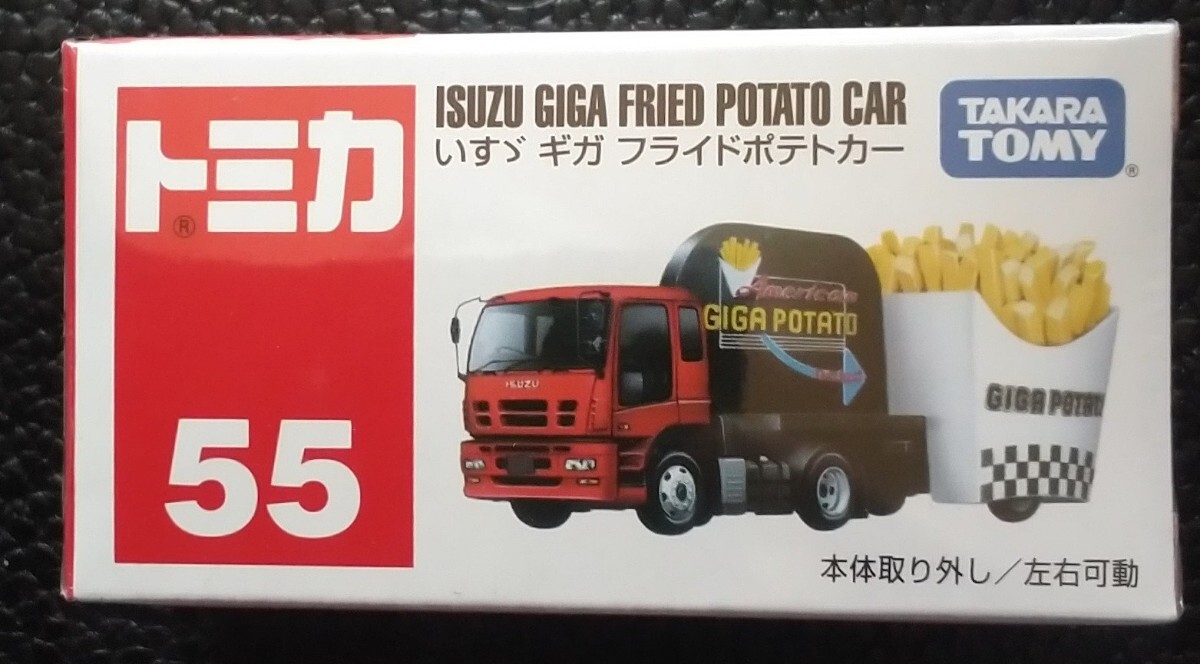 トミカ
®
55
ISUZU GIGA FRIED POTATO CAR
いすゞ ギガ フライドポテトカー
TAKARA
TOMY
®
ISUZU
American
GIGA POTATO
GIGA POTATO
本体取り外し／左右可動